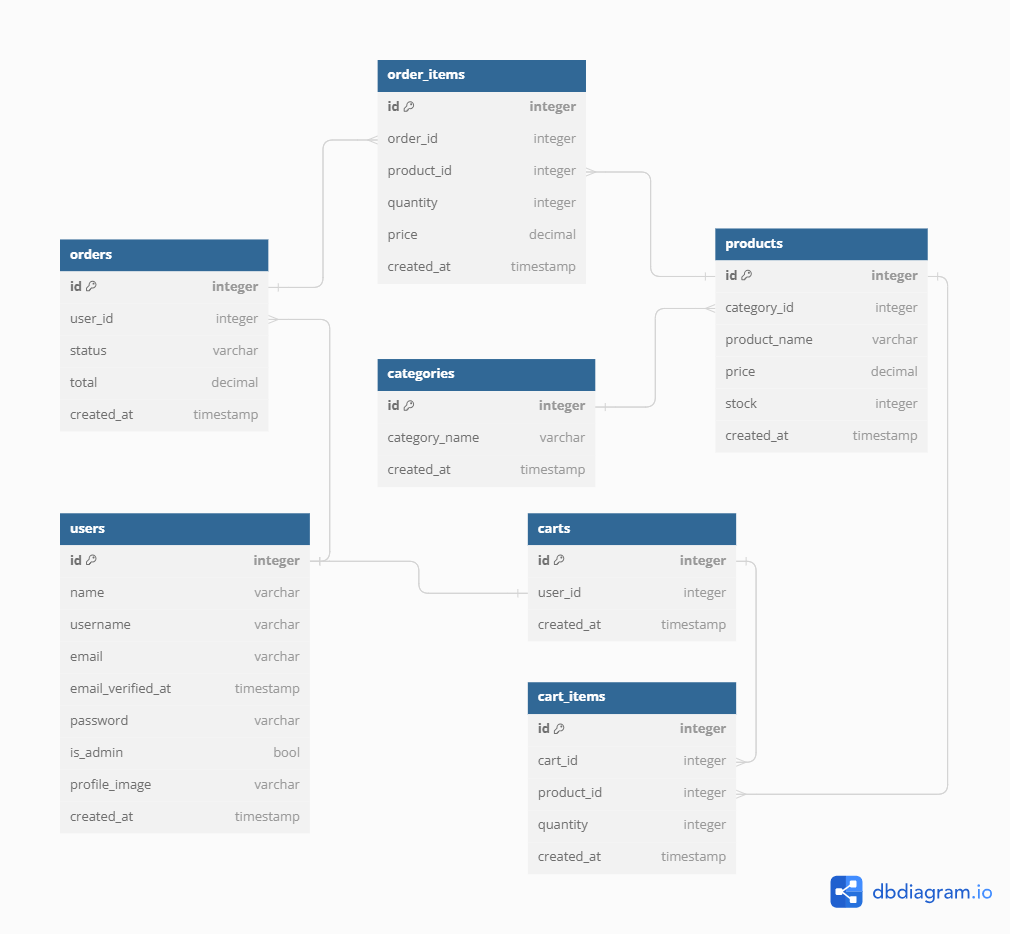 order_items
id integer
order_id integer
product_id integer
quantity integer
price decimal
created_at timestamp
orders
id integer
user_id integer
status varchar
total decimal
created_at timestamp
products
id integer
category_id integer
product_name varchar
price decimal
stock integer
created_at timestamp
categories
id integer
category_name varchar
created_at timestamp
users
id integer
name varchar
username varchar
email varchar
email_verified_at timestamp
password varchar
is_admin bool
profile_image varchar
created_at timestamp
carts
id integer
user_id integer
created_at timestamp
cart_items
id integer
cart_id integer
product_id integer
quantity integer
created_at timestamp
dbdiagram.io